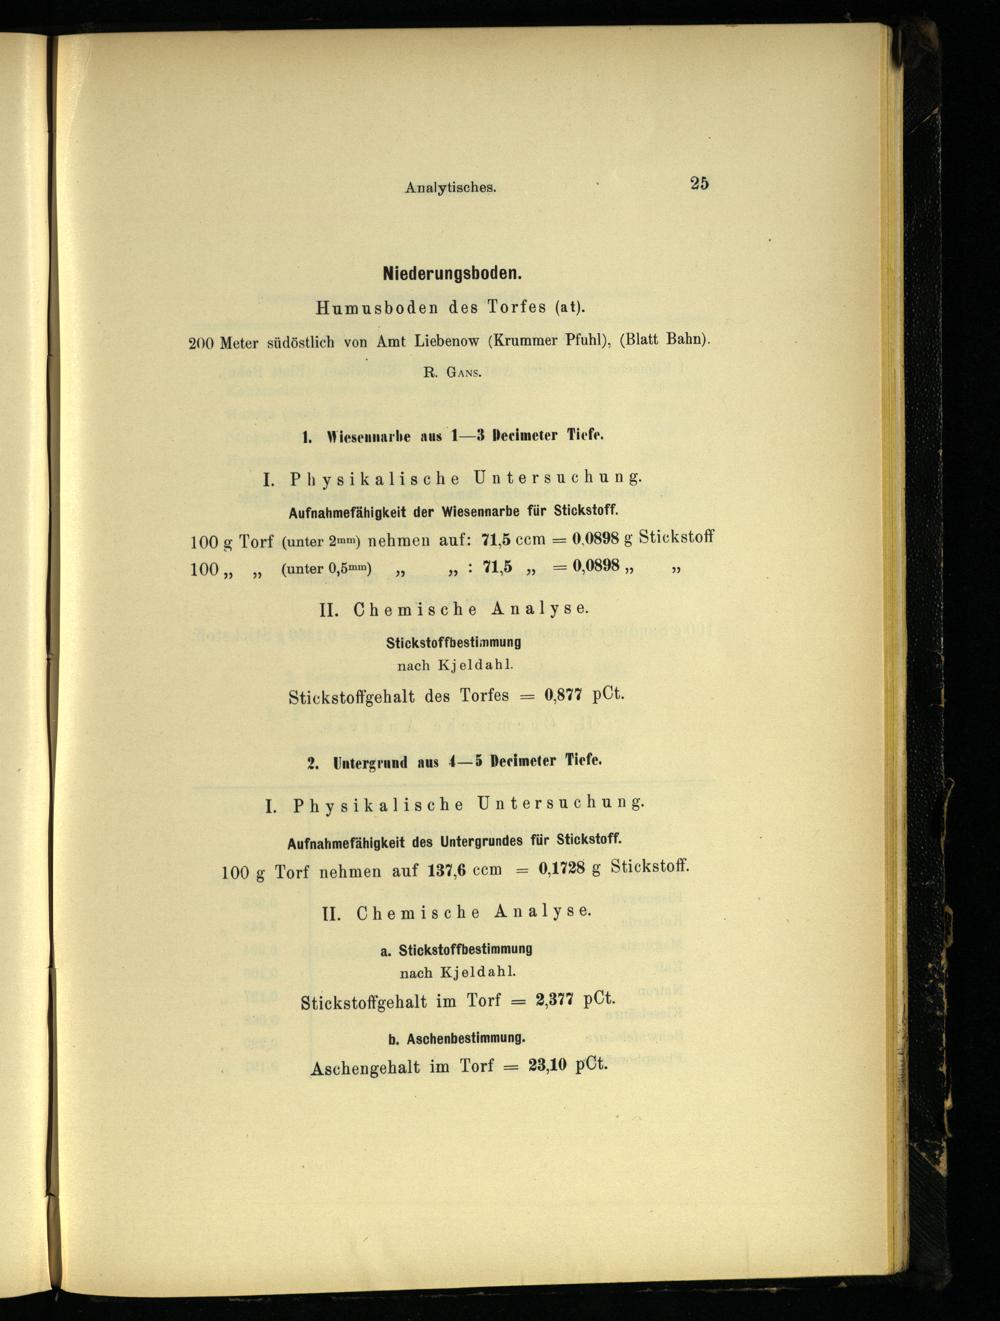 Analytisches. 25
Niederungsboden.
Humusboden des Torfes (at).
200 Meter südöstlich von Amt Liebenow (Krummer Pfuhl), (Blatt Bahn).
R. GANS.
1. Wiesennarbe aus 1—3 Decimeter Tiefe.
I. Physikalische Untersuchung.
Aufnahmefähigkeit der Wiesennarbe für Stickstoff.
100 g Torf (unter 2mm) nehmen auf: 71,5 ccm = 0,0898 g Stickstoff
100 „ „ (unter 0,5mm) „ „ : 71,5 „ = 0,0898 „ „
II. Chemische Analyse.
Stickstoffbestimmung
nach Kjeldahl.
Stickstoffgehalt des Torfes = 0,877 pCt.
2. Untergrund aus 4—5 Decimeter Tiefe.
I. Physikalische Untersuchung.
Aufnahmefähigkeit des Untergrundes für Stickstoff.
100 g Torf nehmen auf 137,6 ccm = 0,1728 g Stickstoff.
II. Chemische Analyse.
a. Stickstoffbestimmung
nach Kjeldahl.
Stickstoffgehalt im Torf = 2,377 pCt.
b. Aschenbestimmung.
Aschengehalt im Torf = 23,10 pCt.